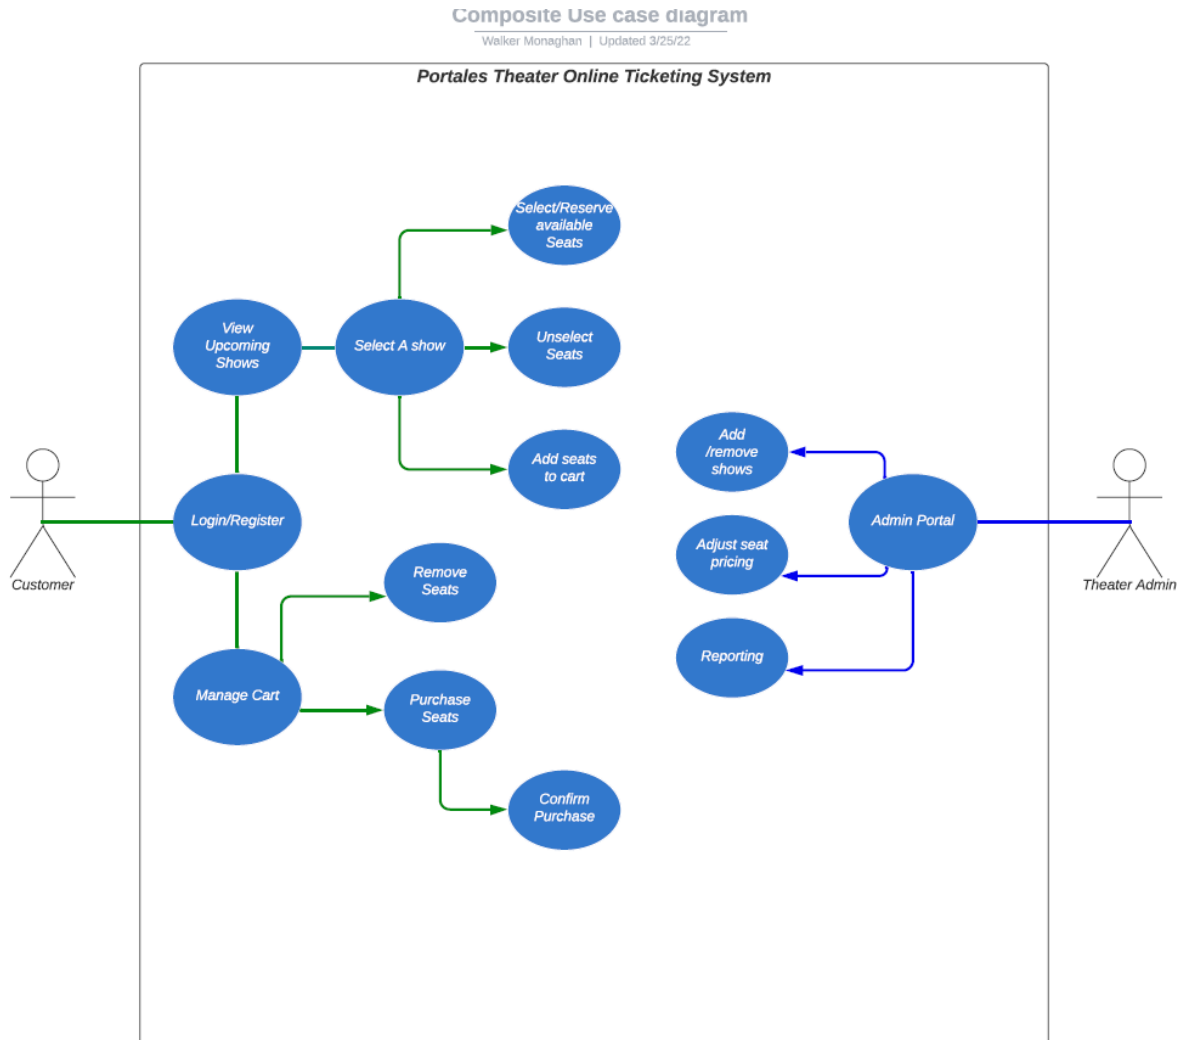 Composite Use case diagram
Walker Monaghan | Updated 3/25/22
Portales Theater Online Ticketing System
Select/Reserve
available
Seats
View
Upcoming
Shows
Select A show
Unselect
Seats
Add seats
to cart
Login/Register
Customer
Remove
Seats
Manage Cart
Purchase
Seats
Confirm
Purchase
Add
/remove
shows
Admin Portal
Adjust seat
pricing
Reporting
Theater Admin